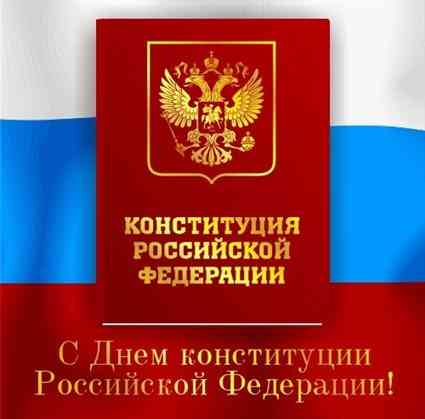 КОНСТИТУЦИЯ
РОССИЙСКОЙ
ФЕДЕРАЦИИ
С Днем конституции
Российской Федерации!